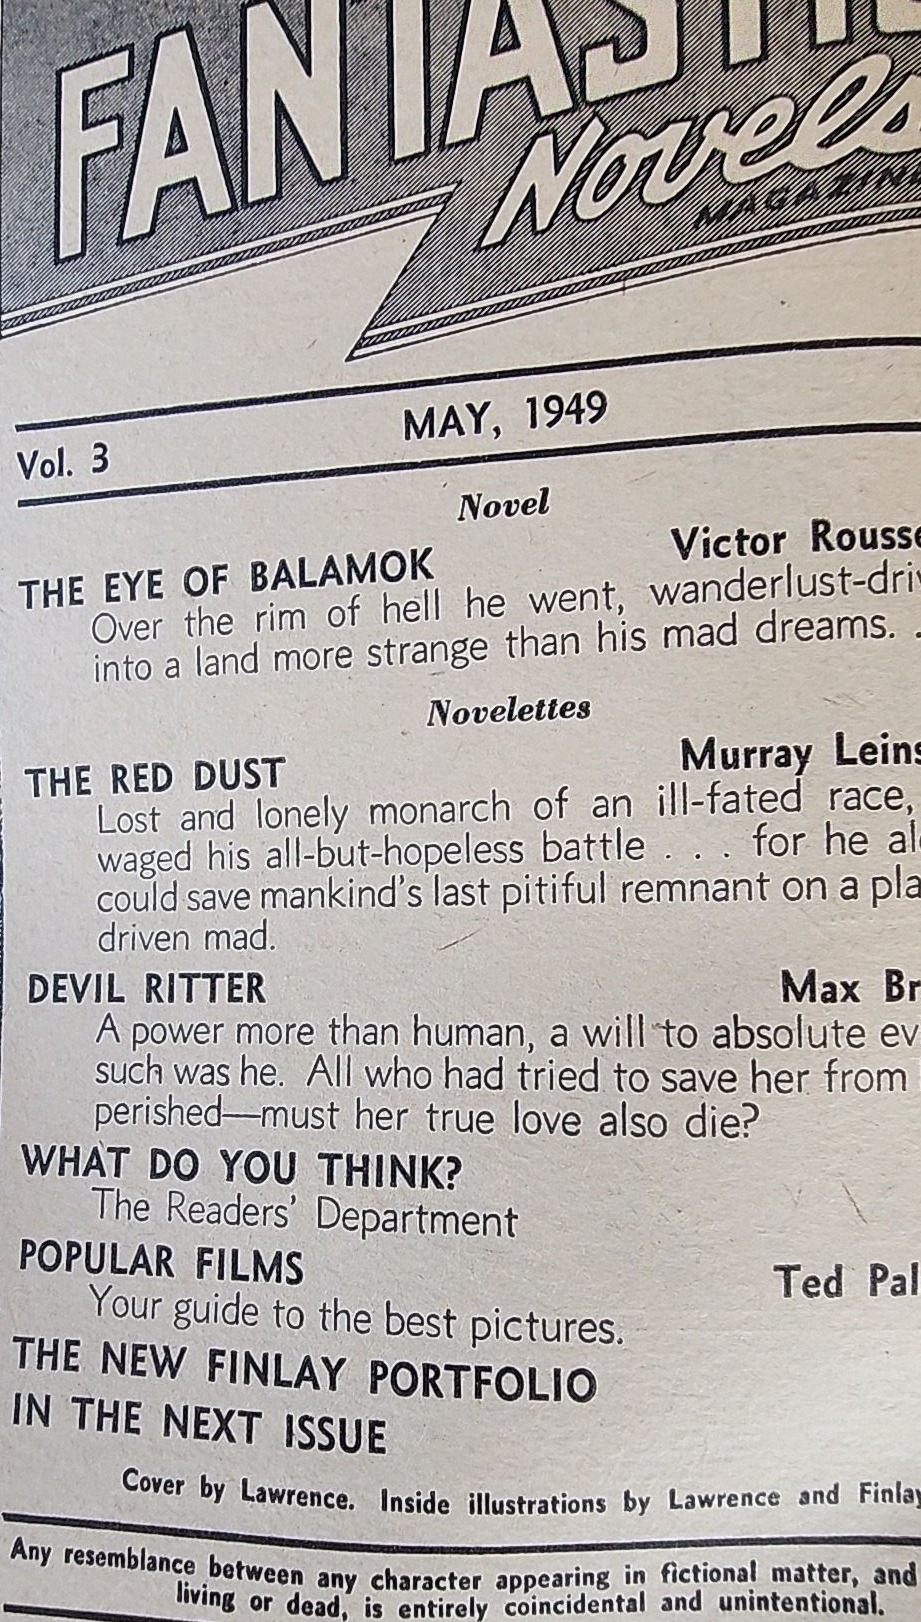 FANTASTIC
Novels
MAGAZINE
MAY, 1949
Vol. 3
Novel
THE EYE OF BALAMOK Victor Rousse
Over the rim of hell he went, wanderlust-driv
into a land more strange than his mad dreams. .
Novelettes
THE RED DUST Murray Leins
Lost and lonely monarch of an ill-fated race,
waged his all-but-hopeless battle . . . for he al
could save mankind's last pitiful remnant on a pla
driven mad.
DEVIL RITTER Max Br
A power more than human, a will to absolute ev
such was he. All who had tried to save her from
perished—must her true love also die?
WHAT DO YOU THINK?
The Readers' Department
POPULAR FILMS Ted Pal
Your guide to the best pictures.
THE NEW FINLAY PORTFOLIO
IN THE NEXT ISSUE
Cover by Lawrence. Inside illustrations by Lawrence and Finlay
Any resemblance between any character appearing in fictional matter, and
living or dead, is entirely coincidental and unintentional.